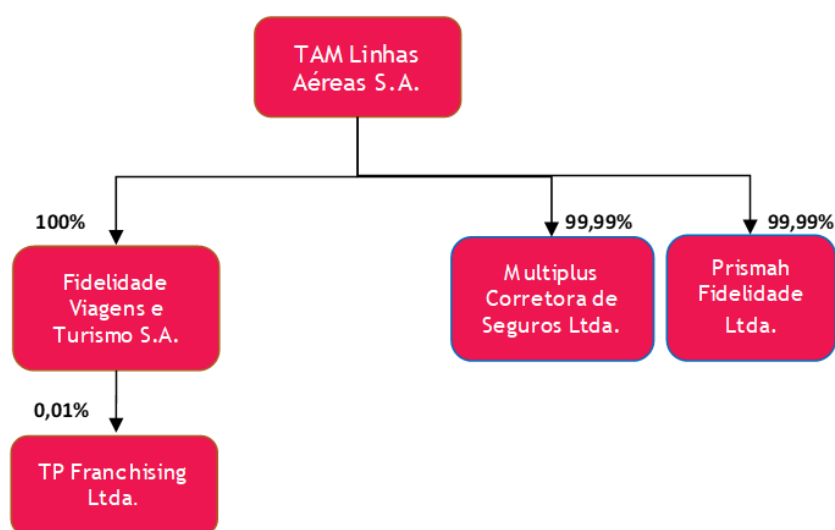 TAM Linhas
Aéreas S.A.
100%
99,99%
99,99%
Fidelidade
Viagens e
Turismo S.A.
Multiplus
Corretora de
Seguros Ltda.
Prismah
Fidelidade
Ltda.
0,01%
TP Franchising
Ltda.